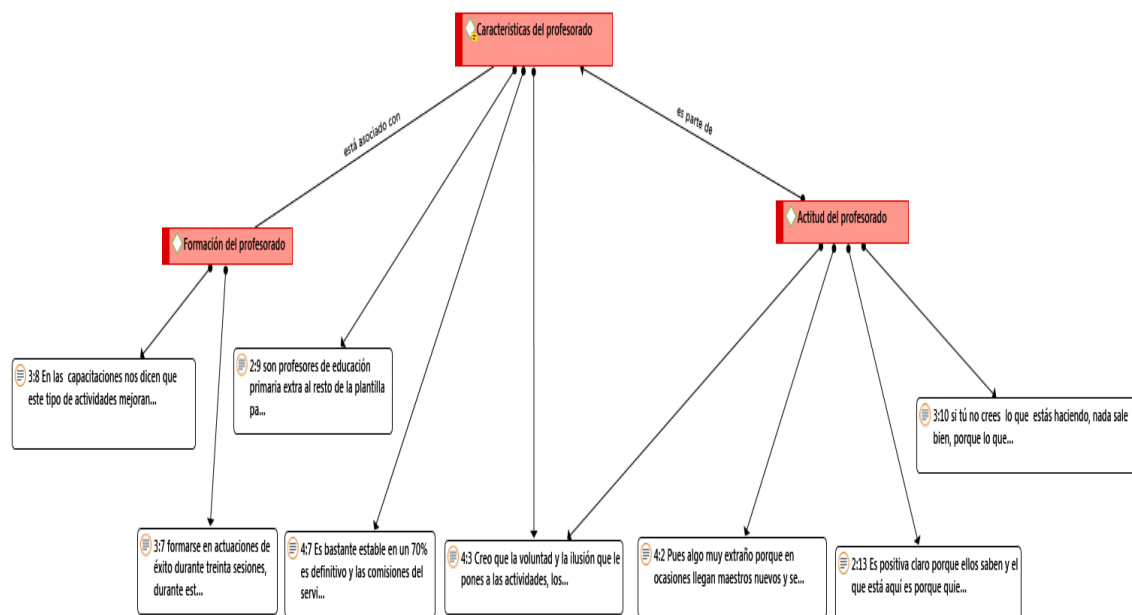 Características del profesorado
está asociado con
es parte de
Actitud del profesorado
Formación del profesorado
3:8 En las capacitaciones nos dicen que
este tipo de actividades mejoran...
2:9 son profesores de educación
primaria extra al resto de la plantilla
pa...
3:10 si tú no crees lo que estás haciendo, nada sale
bien, porque lo que...
3:7 formarse en actuaciones de
éxito durante treinta sesiones,
durante est...
4:7 Es bastante estable en un 70%
es definitivo y las comisiones del
servi...
4:3 Creo que la voluntad y la ilusión que le
pones a las actividades, los...
4:2 Pues algo muy extraño porque en
ocasiones llegan maestros nuevos y se...
2:13 Es positiva claro porque ellos saben y el
que está aquí es porque quie...